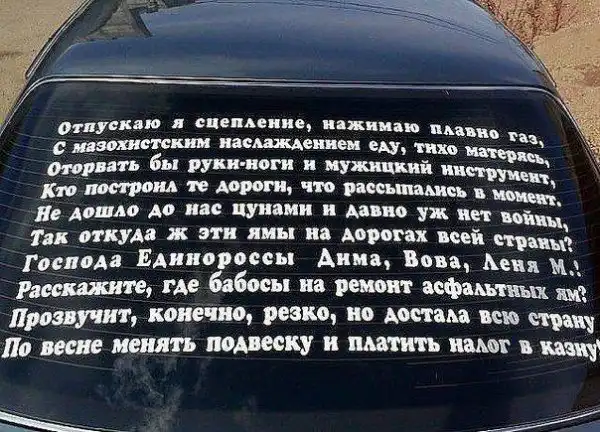 Отпускаю я сцепление, нажимаю плавно газ,
С мазохистским наслаждением еду, тихо матерясь,
Оторвать бы руки-ноги и мужицкий инструмент,
Кто построил те дороги, что рассыпались в момент.
Не дошло до нас цунами и давно уж нет войны,
Так откуда ж эти ямы на дорогах всей страны?
Господа Единороссы Дима, Вова, Леня М.!
Расскажите, где бабосы на ремонт асфальтных ям?
Прозвучит, конечно, резко, но достала всю страну
По весне менять подвеску и платить налог в казну!